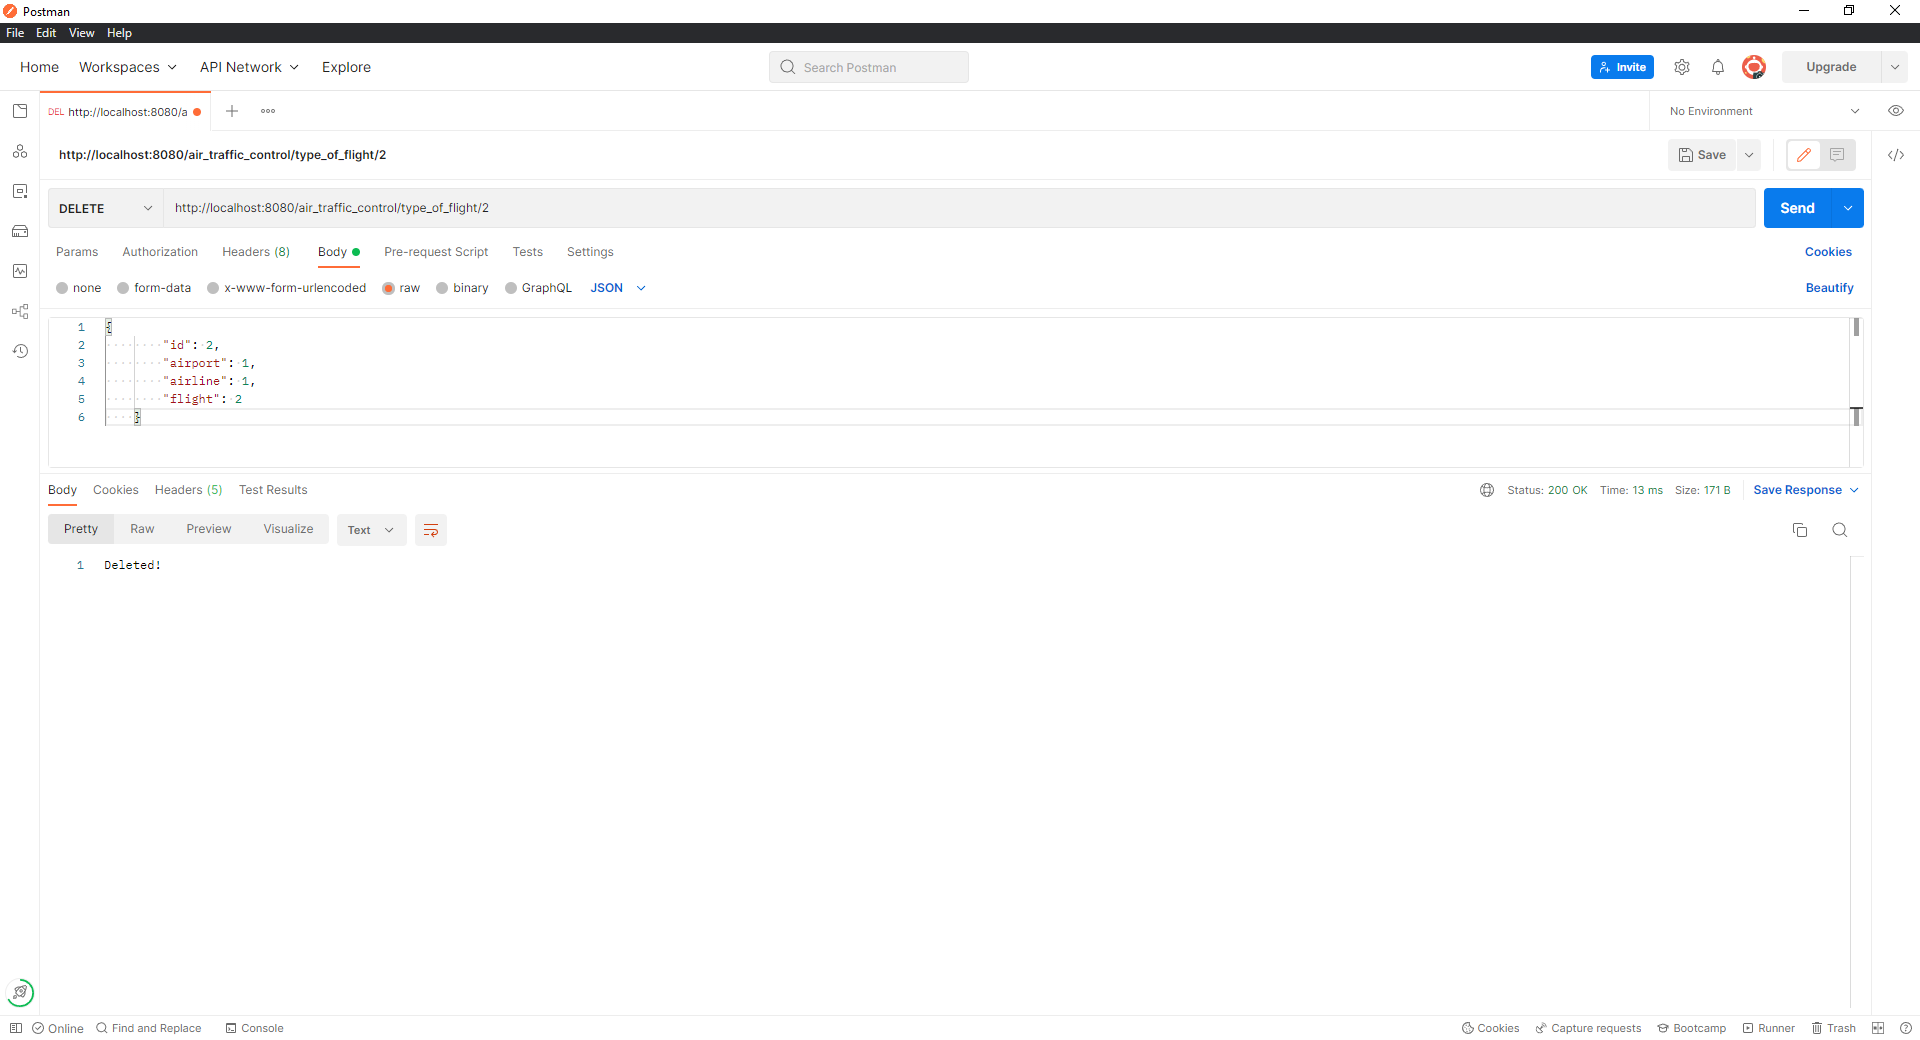 Postman
File Edit View Help
Home Workspaces API Network Explore Search Postman Invite Upgrade
DEL http://localhost:8080/a No Environment
http://localhost:8080/air_traffic_control/type_of_flight/2 Save
DELETE http://localhost:8080/air_traffic_control/type_of_flight/2 Send
Params Authorization Headers (8) Body Pre-request Script Tests Settings Cookies
none form-data x-www-form-urlencoded raw binary GraphQL JSON Beautify
1 {
2 "id": 2,
3 "airport": 1,
4 "airline": 1,
5 "flight": 2
6 }
Body Cookies Headers (5) Test Results Status: 200 OK Time: 13 ms Size: 171 B Save Response
Pretty Raw Preview Visualize Text
1 Deleted!
Online Find and Replace Console Cookies Capture requests Bootcamp Runner Trash